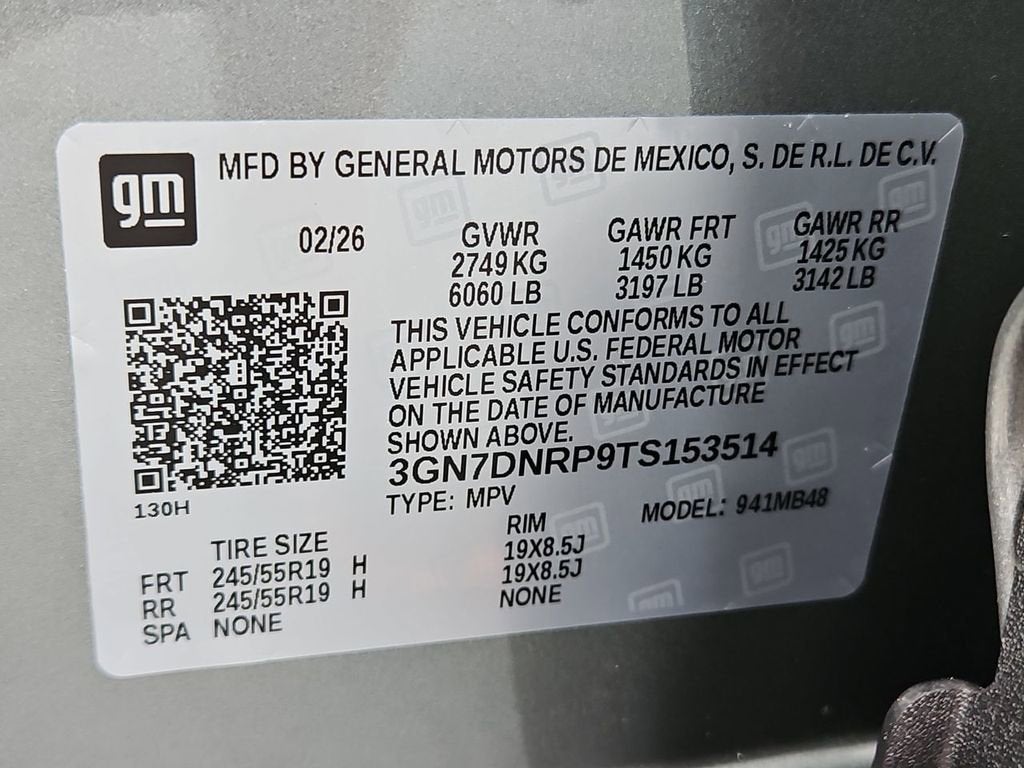 gm
MFD BY GENERAL MOTORS DE MEXICO, S. DE R.L. DE C.V.
02/26
GVWR GAWR FRT GAWR RR
2749 KG 1450 KG 1425 KG
6060 LB 3197 LB 3142 LB
THIS VEHICLE CONFORMS TO ALL
APPLICABLE U.S. FEDERAL MOTOR
VEHICLE SAFETY STANDARDS IN EFFECT
ON THE DATE OF MANUFACTURE
SHOWN ABOVE.
3GN7DNRP9TS153514
130H
TYPE: MPV MODEL: 941MB48
TIRE SIZE RIM
FRT 245/55R19 H 19X8.5J
RR 245/55R19 H 19X8.5J
SPA NONE NONE